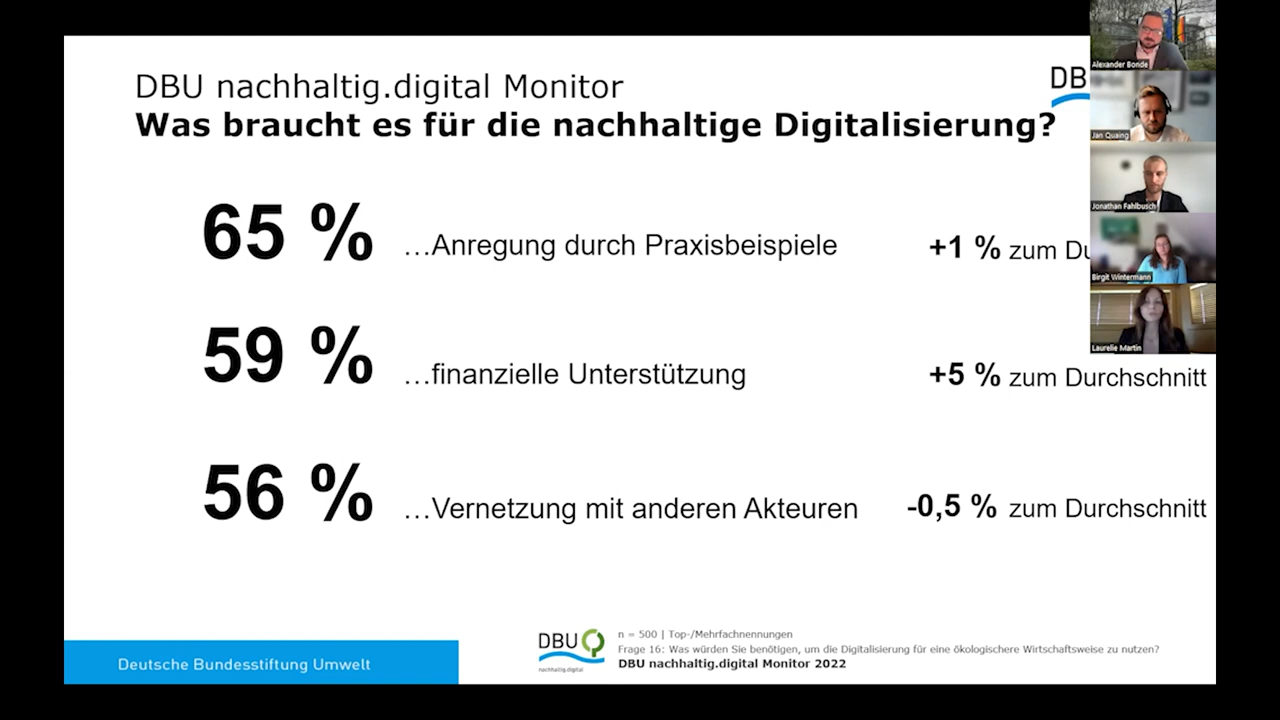 DBU nachhaltig.digital Monitor
Was braucht es für die nachhaltige Digitalisierung?
DB
65 % …Anregung durch Praxisbeispiele +1 % zum Du
59 % …finanzielle Unterstützung +5 % zum Durchschnitt
56 % …Vernetzung mit anderen Akteuren -0,5 % zum Durchschnitt
Alexander Bonde
Jan Quaing
Jonathan Fahlbusch
Birgit Wintermann
Laurelie Martin
Deutsche Bundesstiftung Umwelt
DBU
nachhaltig.digital
n = 500 | Top-/Mehrfachnennungen
Frage 16: Was würden Sie benötigen, um die Digitalisierung für eine ökologischere Wirtschaftsweise zu nutzen?
DBU nachhaltig.digital Monitor 2022